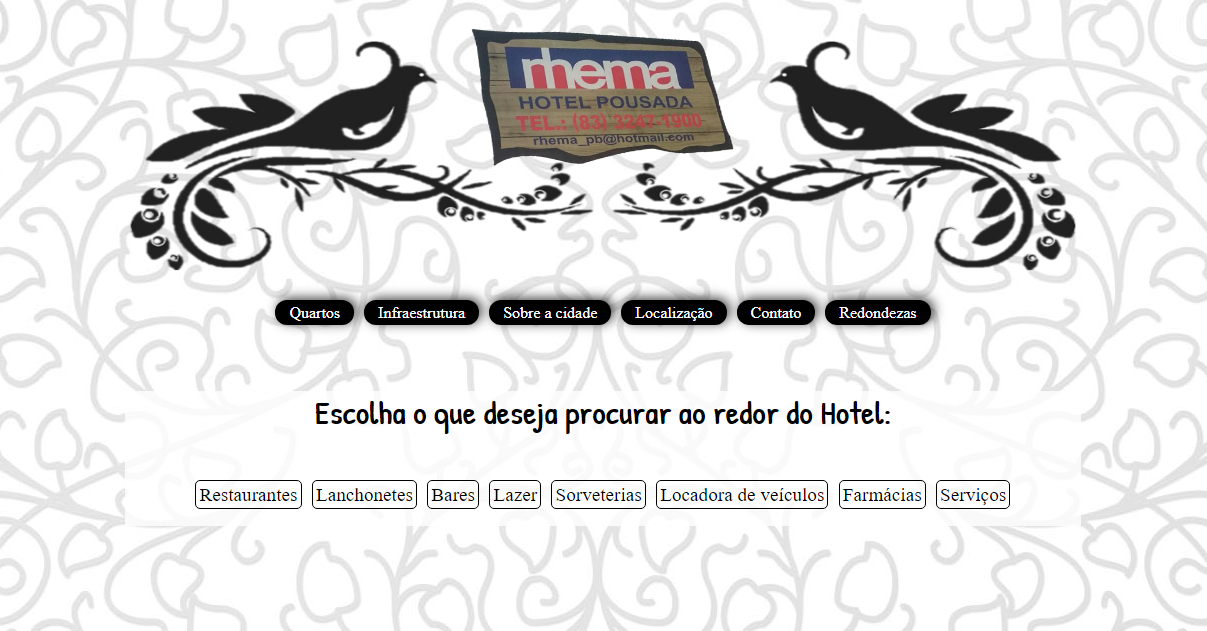 rhema
HOTEL POUSADA
TEL.: (83) 3247-1900
rhema_pb@hotmail.com
Quartos Infraestrutura Sobre a cidade Localização Contato Redondezas
Escolha o que deseja procurar ao redor do Hotel:
Restaurantes Lanchonetes Bares Lazer Sorveterias Locadora de veículos Farmácias Serviços